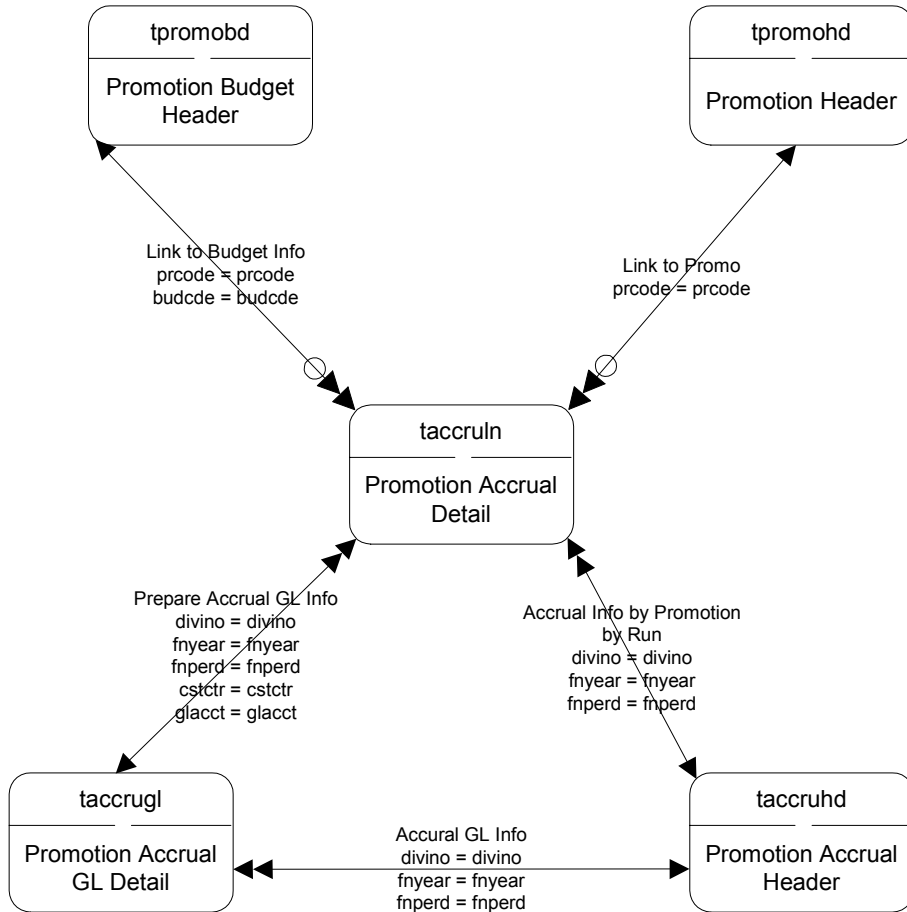 tpromobd
Promotion Budget
Header
tpromohd
Promotion Header
Link to Budget Info
prcode = prcode
budcde = budcde
Link to Promo
prcode = prcode
taccruln
Promotion Accrual
Detail
Prepare Accrual GL Info
divino = divino
fnyear = fnyear
fnperd = fnperd
cstctr = cstctr
glacct = glacct
Accrual Info by Promotion
by Run
divino = divino
fnyear = fnyear
fnperd = fnperd
taccrugl
Promotion Accrual
GL Detail
Accural GL Info
divino = divino
fnyear = fnyear
fnperd = fnperd
taccruhd
Promotion Accrual
Header